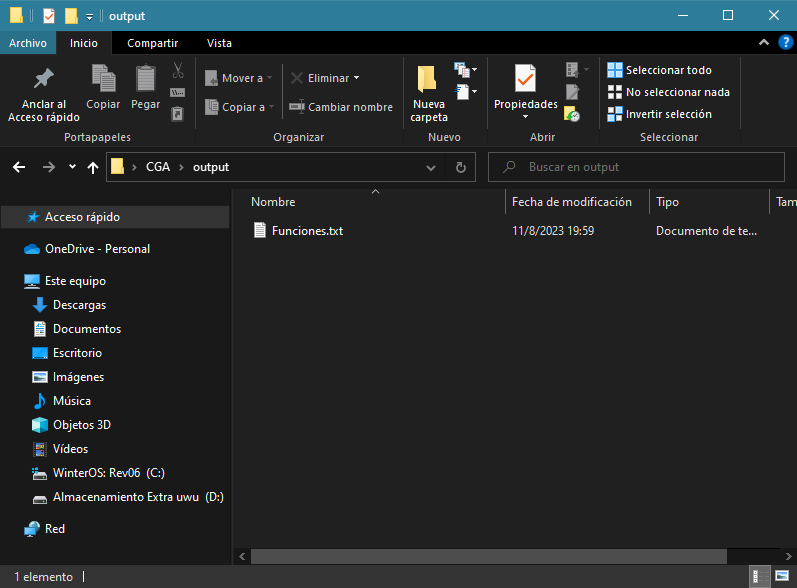 output
Archivo Inicio Compartir Vista
Anclar al
Acceso rápido
Copiar
Pegar
Portapapeles
Mover a
Copiar a
Eliminar
Cambiar nombre
Organizar
Nueva
carpeta
Nuevo
Propiedades
Abrir
Seleccionar todo
No seleccionar nada
Invertir selección
Seleccionar
CGA > output
Buscar en output
Nombre Fecha de modificación Tipo Tam
Funciones.txt 11/8/2023 19:59 Documento de te...
Acceso rápido
OneDrive - Personal
Este equipo
Descargas
Documentos
Escritorio
Imágenes
Música
Objetos 3D
Vídeos
WinterOS: Rev06 (C:)
Almacenamiento Extra uwu (D:)
Red
1 elemento